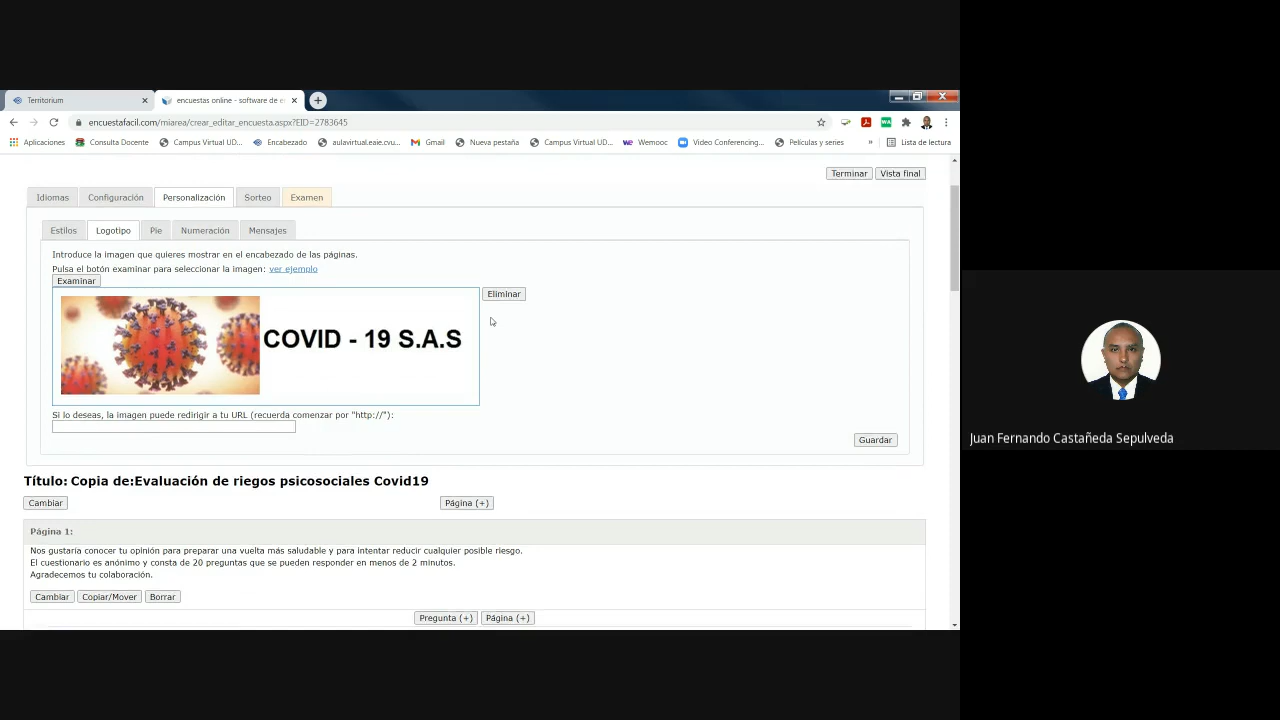 Territorium
encuestas online - software de e
encuestafacil.com/miarea/crear_editar_encuesta.aspx?EID=2783645
Aplicaciones Consulta Docente Campus Virtual UD... Encabezado aulavirtual.eaie.cvu... Gmail Nueva pestaña Campus Virtual UD... Wemooc Video Conferencing,... Películas y series » Lista de lectura
Terminar Vista final
Idiomas Configuración Personalización Sorteo Examen
Estilos Logotipo Pie Numeración Mensajes
Introduce la imagen que quieres mostrar en el encabezado de las páginas.
Pulsa el botón examinar para seleccionar la imagen: ver ejemplo
Examinar
Eliminar
COVID - 19 S.A.S
Si lo deseas, la imagen puede redirigir a tu URL (recuerda comenzar por "http://"):
Guardar
Título: Copia de:Evaluación de riegos psicosociales Covid19
Cambiar Página (+)
Página 1:
Nos gustaría conocer tu opinión para preparar una vuelta más saludable y para intentar reducir cualquier posible riesgo.
El cuestionario es anónimo y consta de 20 preguntas que se pueden responder en menos de 2 minutos.
Agradecemos tu colaboración.
Cambiar Copiar/Mover Borrar
Pregunta (+) Página (+)
Juan Fernando Castañeda Sepulveda